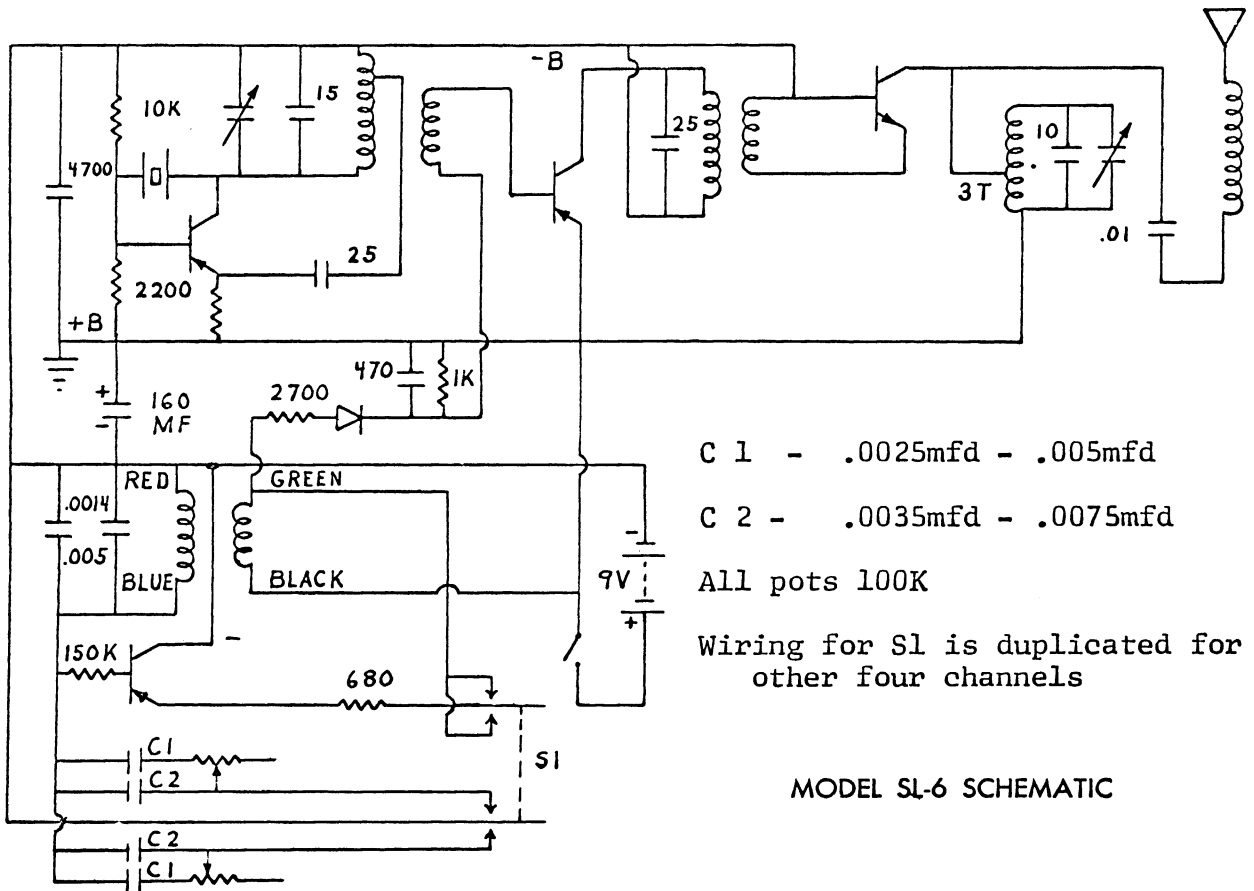 -B
10K
15
25
10
4700
3T
.01
25
2200
+B
470
1K
+
160
MF
-
2700
C 1 - .0025mfd - .005mfd
RED
GREEN
.0014
C 2 - .0035mfd - .0075mfd
.005
-
BLUE
BLACK
9V
All pots 100K
+
-
150K
Wiring for S1 is duplicated for
other four channels
680
C1
S1
C2
MODEL SL-6 SCHEMATIC
C2
C1